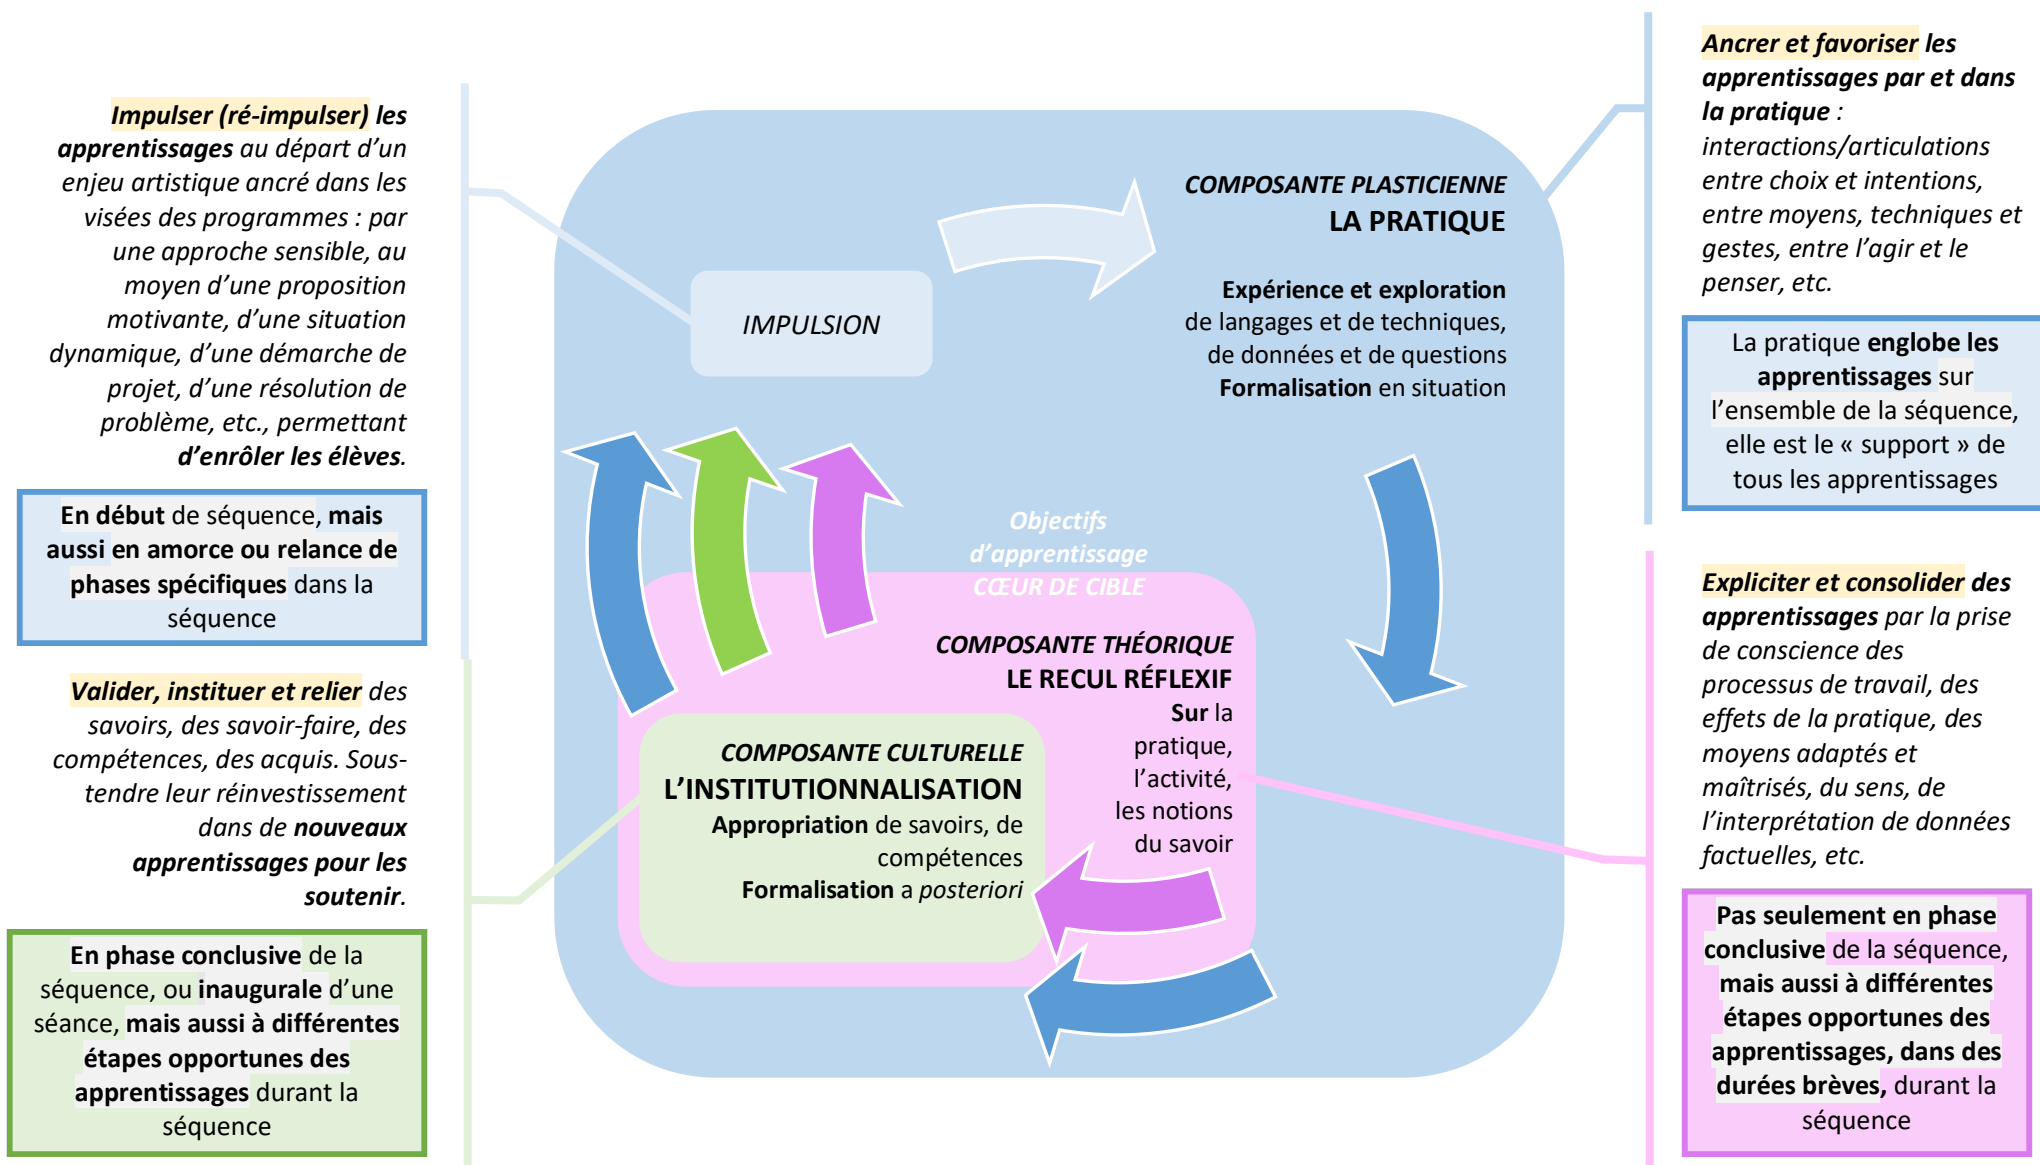 Impulser (ré-impulser) les
apprentissages au départ d’un
enjeu artistique ancré dans les
visées des programmes : par
une approche sensible, au
moyen d’une proposition
motivante, d’une situation
dynamique, d’une démarche de
projet, d’une résolution de
problème, etc., permettant
d’enrôler les élèves.
En début de séquence, mais
aussi en amorce ou relance de
phases spécifiques dans la
séquence
Valider, instituer et relier des
savoirs, des savoir-faire, des
compétences, des acquis. Sous-
tendre leur réinvestissement
dans de nouveaux
apprentissages pour les
soutenir.
En phase conclusive de la
séquence, ou inaugurale d’une
séance, mais aussi à différentes
étapes opportunes des
apprentissages durant la
séquence
IMPULSION
COMPOSANTE PLASTICIENNE
LA PRATIQUE
Expérience et exploration
de langages et de techniques,
de données et de questions
Formalisation en situation
Objectifs
d’apprentissage
CŒUR DE CIBLE
COMPOSANTE THÉORIQUE
LE RECUL RÉFLEXIF
Sur la
pratique,
l’activité,
les notions
du savoir
COMPOSANTE CULTURELLE
L’INSTITUTIONNALISATION
Appropriation de savoirs, de
compétences
Formalisation a posteriori
Ancrer et favoriser les
apprentissages par et dans
la pratique :
interactions/articulations
entre choix et intentions,
entre moyens, techniques et
gestes, entre l’agir et le
penser, etc.
La pratique englobe les
apprentissages sur
l’ensemble de la séquence,
elle est le « support » de
tous les apprentissages
Expliciter et consolider des
apprentissages par la prise
de conscience des
processus de travail, des
effets de la pratique, des
moyens adaptés et
maîtrisés, du sens, de
l’interprétation de données
factuelles, etc.
Pas seulement en phase
conclusive de la séquence,
mais aussi à différentes
étapes opportunes des
apprentissages, dans des
durées brèves, durant la
séquence